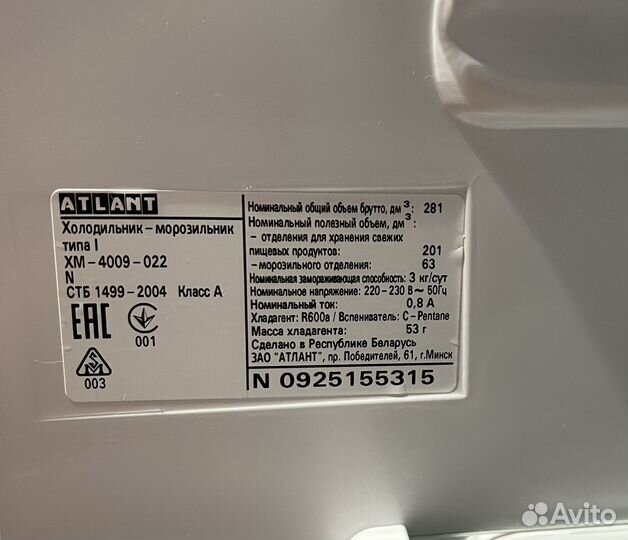 ATLANT
Холодильник-морозильник
типа I
ХМ-4009-022
N
СТБ 1499-2004 Класс А
ЕАС
001
003
Номинальный общий объем брутто, дм³: 281
Номинальный полезный объем, дм³:
- отделения для хранения свежих
пищевых продуктов: 201
-морозильного отделения: 63
Номинальная замораживающая способность: 3 кг/сут
Номинальное напряжение: 220-230 В~ 50Гц
Номинальный ток: 0,8 А
Хладагент: R600a / Вспениватель: C-Pentane
Масса хладагента: 53 г
Сделано в Республике Беларусь
ЗАО "АТЛАНТ", пр. Победителей, 61, г.Минск
N 0925155315
Avito